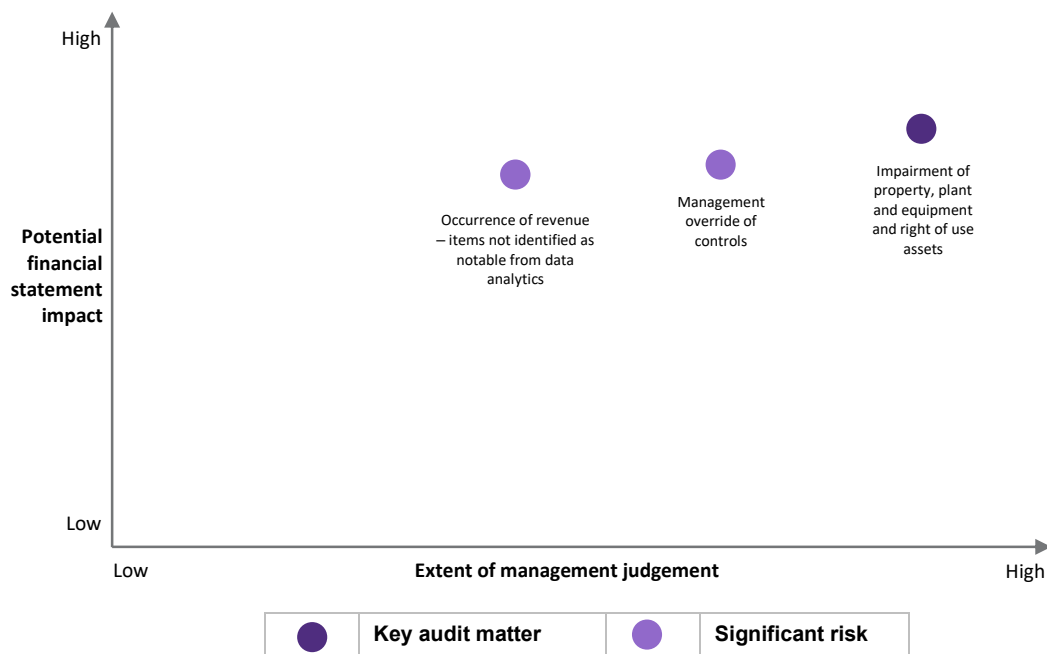 High
Impairment of
property, plant
and equipment
and right of use
assets
Management
override of
controls
Occurrence of revenue
– items not identified as
notable from data
analytics
Potential
financial
statement
impact
Low
Low
Extent of management judgement
High
Key audit matter
Significant risk